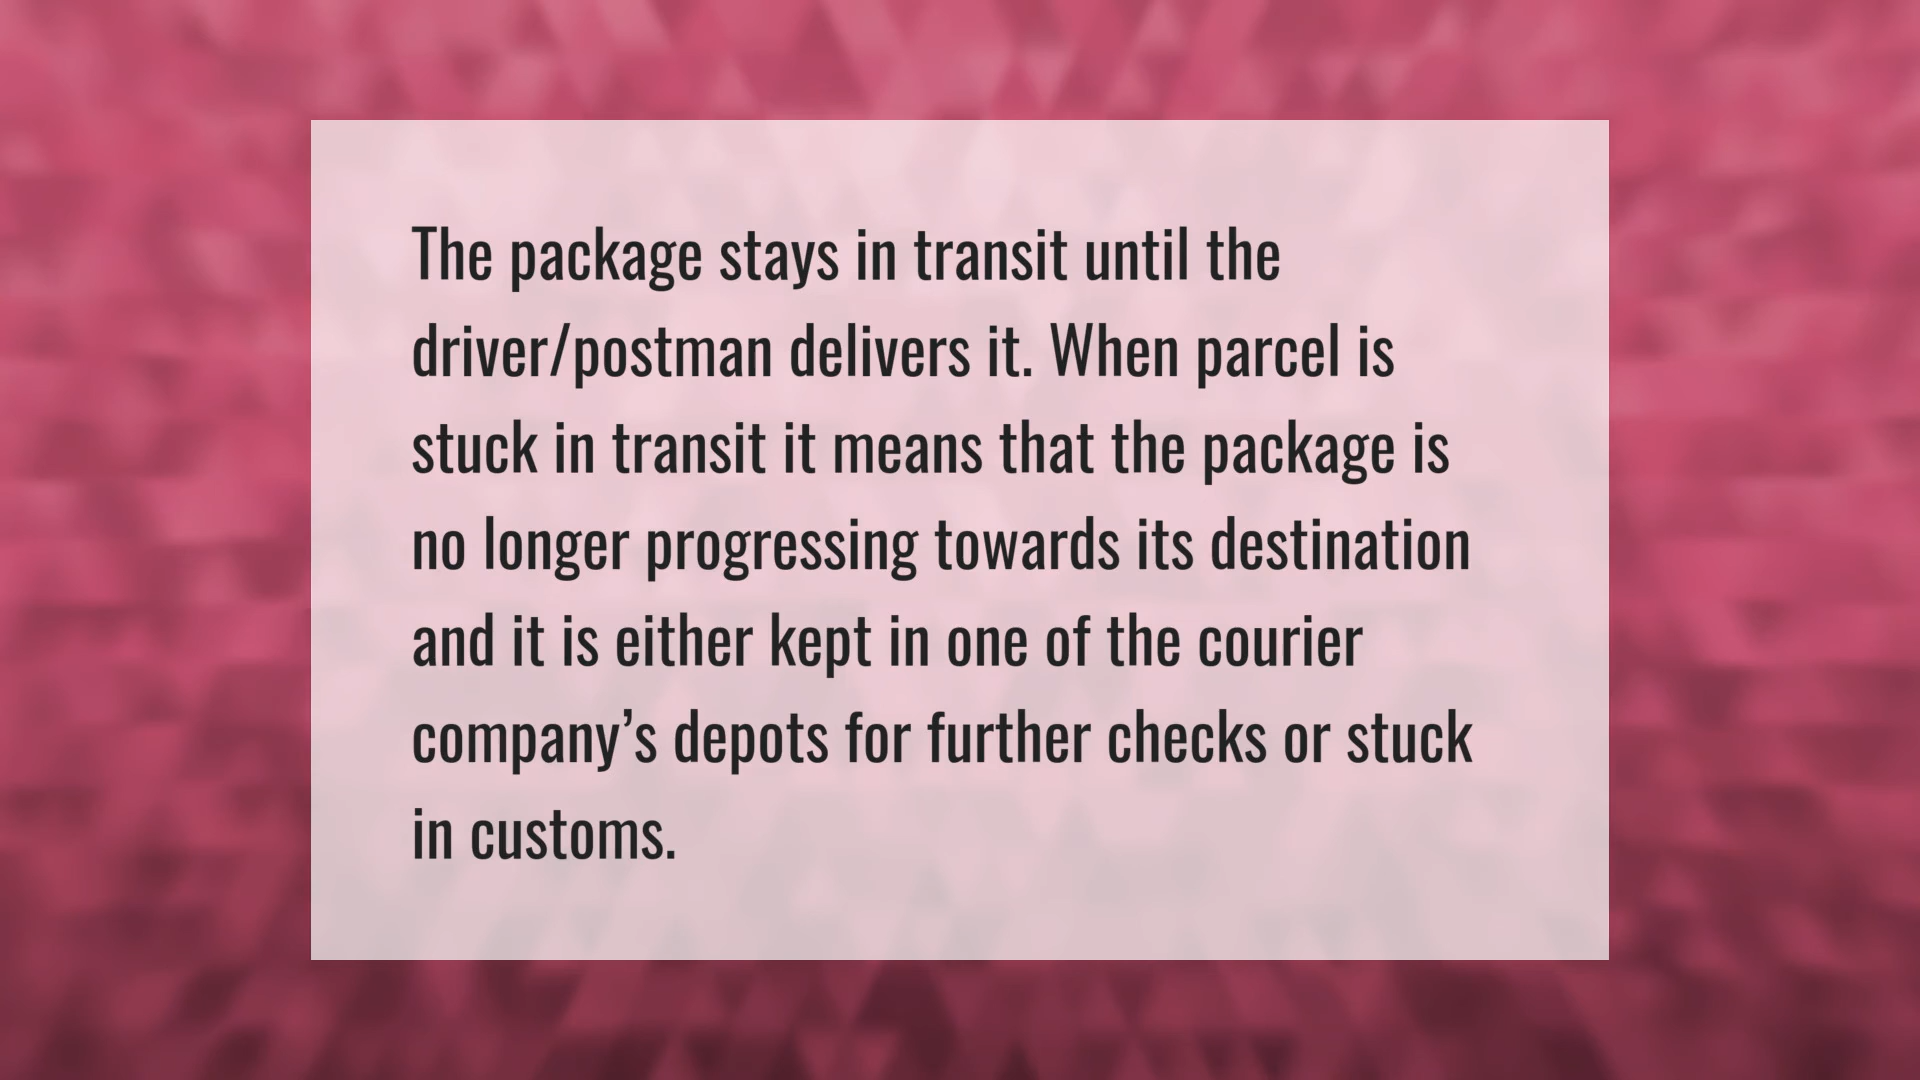 The package stays in transit until the
driver/postman delivers it. When parcel is
stuck in transit it means that the package is
no longer progressing towards its destination
and it is either kept in one of the courier
company’s depots for further checks or stuck
in customs.